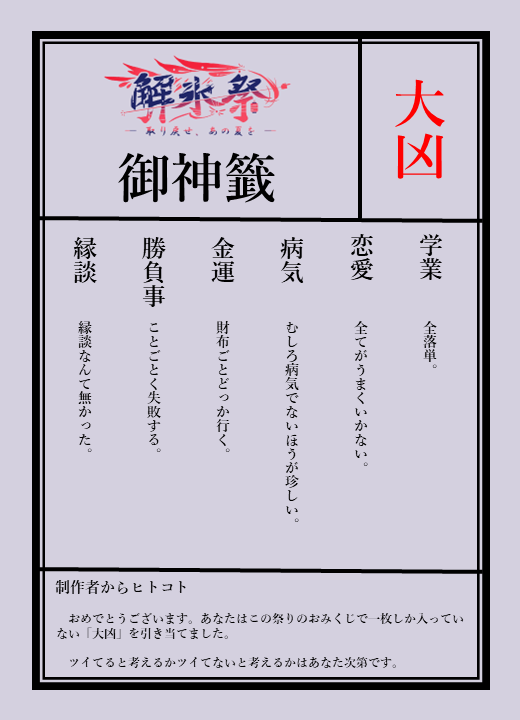 解氷祭
取り戻せ、あの夏を
御神籤
大凶
学業
全落単。
恋愛
全てがうまくいかない。
病気
むしろ病気でないほうが珍しい。
金運
財布ごとどっか行く。
勝負事
ことごとく失敗する。
縁談
縁談なんて無かった。
制作者からヒトコト
おめでとうございます。あなたはこの祭りのおみくじで一枚しか入ってい
ない「大凶」を引き当てました。
ツイてると考えるかツイてないと考えるかはあなた次第です。